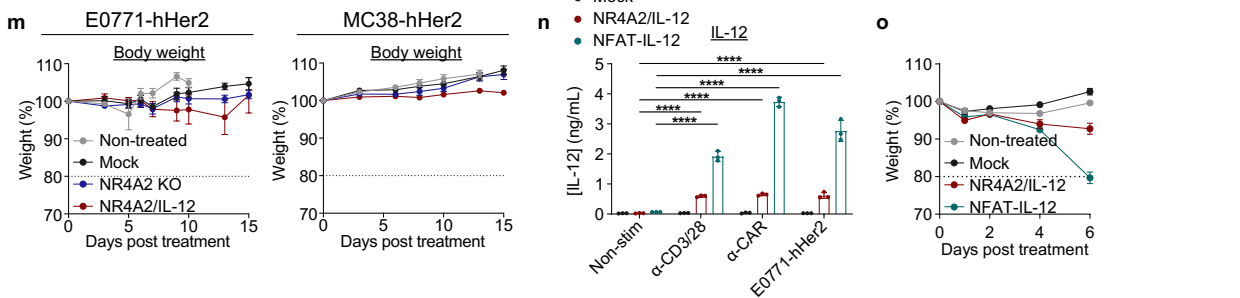 m
E0771-hHer2
MC38-hHer2
Body weight
Body weight
Weight (%)
110
100
90
80
70
Non-treated
Mock
NR4A2 KO
NR4A2/IL-12
0 5 10 15
Days post treatment
Weight (%)
110
100
90
80
70
0 5 10 15
Days post treatment
n
Mock
NR4A2/IL-12
NFAT-IL-12
IL-12
[IL-12] (ng/mL)
5
4
3
2
1
0
****
****
****
****
****
****
Non-stim
α-CD3/28
α-CAR
E0771-hHer2
o
Weight (%)
110
100
90
80
70
Non-treated
Mock
NR4A2/IL-12
NFAT-IL-12
0 2 4 6
Days post treatment